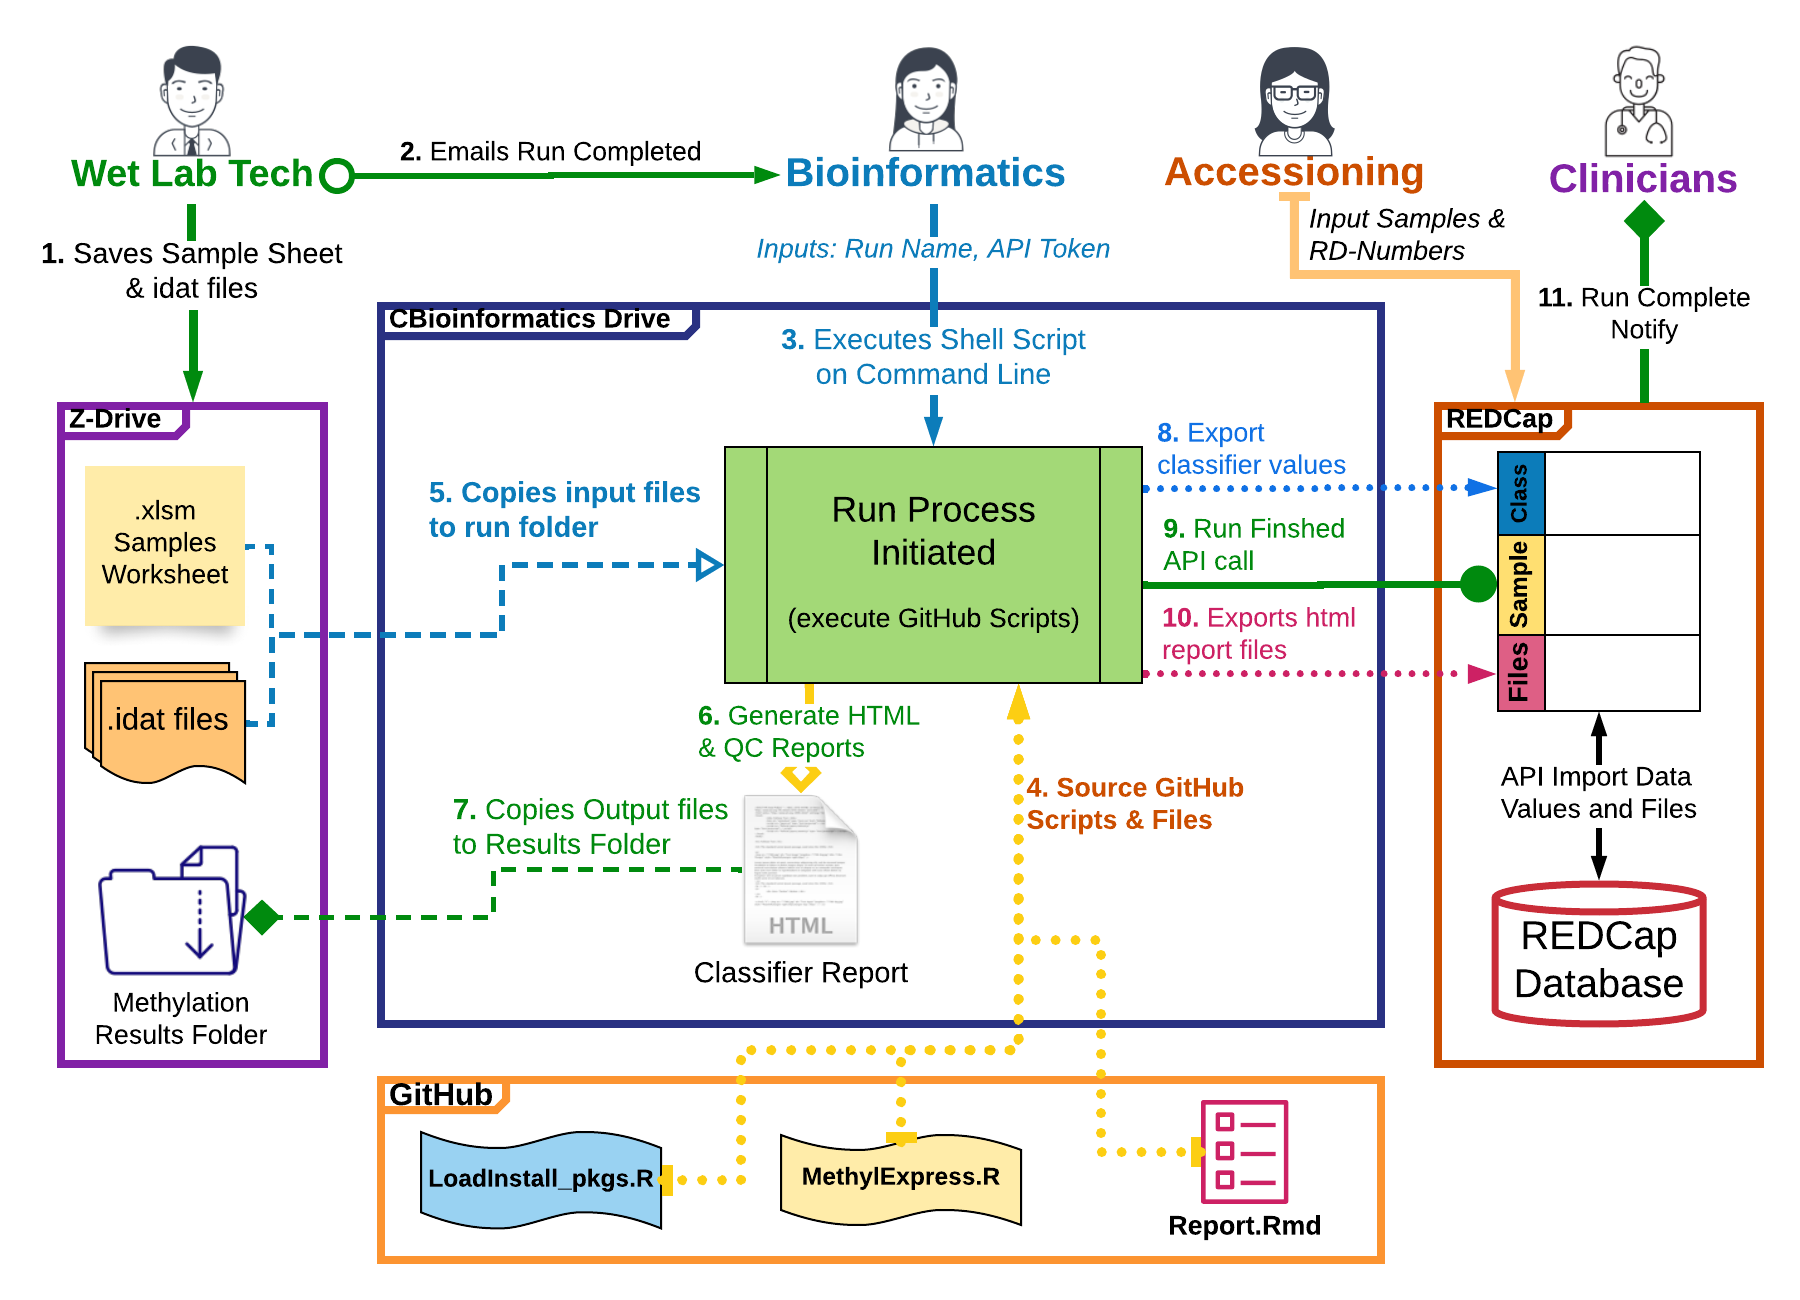 Wet Lab Tech
2. Emails Run Completed
Bioinformatics
Accessioning
Clinicians
1. Saves Sample Sheet
& idat files
Inputs: Run Name, API Token
Input Samples &
RD-Numbers
11. Run Complete
Notify
CBioinformatics Drive
3. Executes Shell Script
on Command Line
Z-Drive
.xlsm
Samples
Worksheet
.idat files
Methylation
Results Folder
5. Copies input files
to run folder
Run Process
Initiated
(execute GitHub Scripts)
8. Export
classifier values
9. Run Finshed
API call
10. Exports html
report files
REDCap
Class
Sample
Files
API Import Data
Values and Files
REDCap
Database
6. Generate HTML
& QC Reports
7. Copies Output files
to Results Folder
HTML
Classifier Report
4. Source GitHub
Scripts & Files
GitHub
LoadInstall_pkgs.R
MethylExpress.R
Report.Rmd